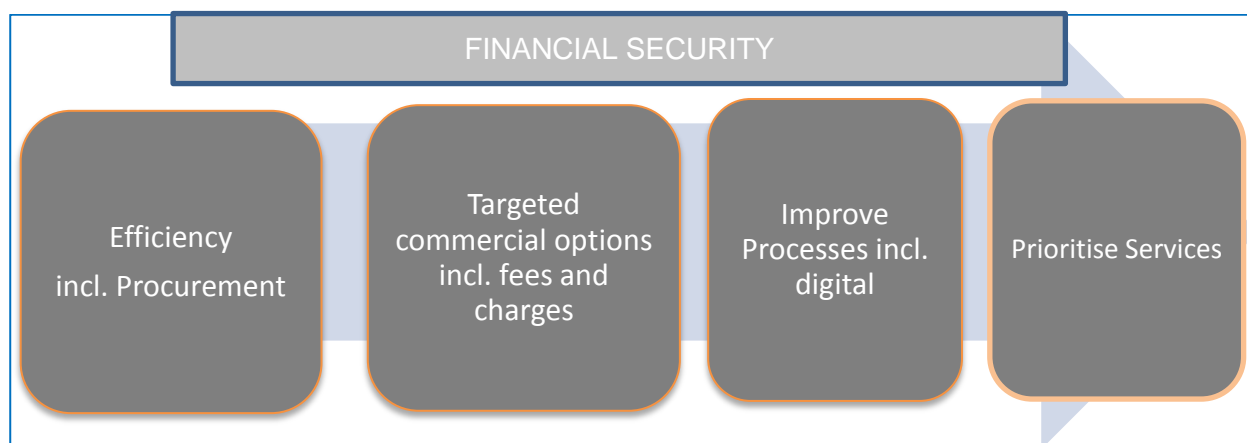 FINANCIAL SECURITY
Efficiency
incl. Procurement
Targeted
commercial options
incl. fees and
charges
Improve
Processes incl.
digital
Prioritise Services